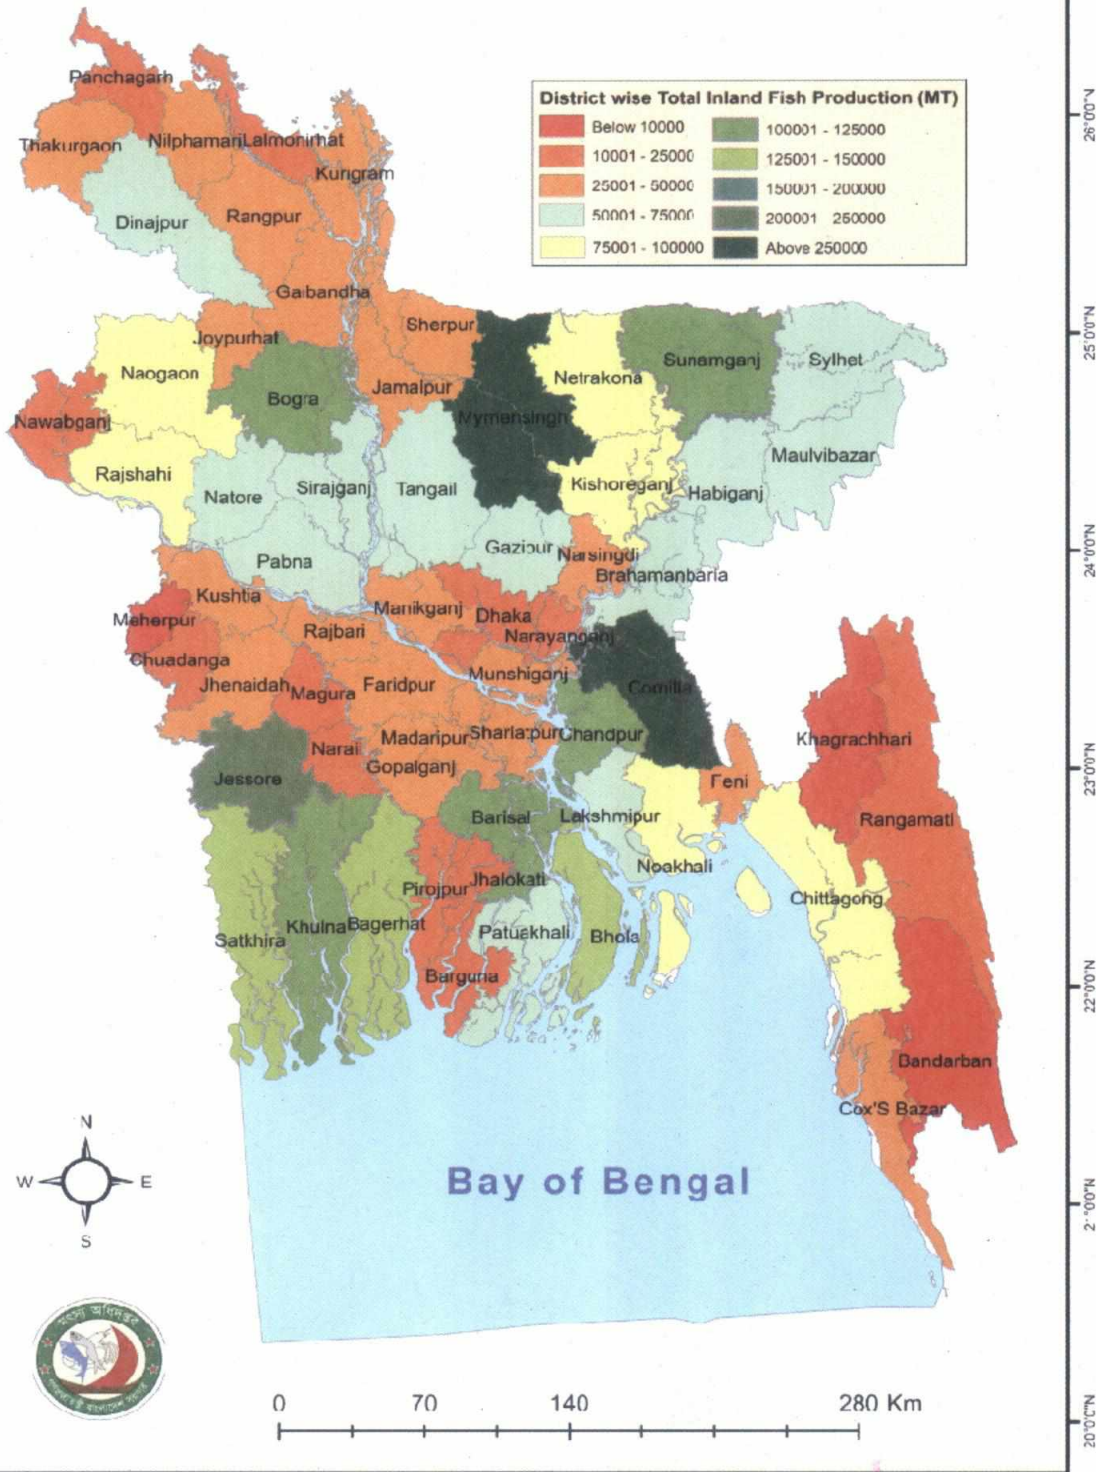 District wise Total Inland Fish Production (MT)
Below 10000
10001 - 25000
25001 - 50000
50001 - 75000
75001 - 100000
100001 - 125000
125001 - 150000
150001 - 200000
200001 250000
Above 250000
Panchagarh
Thakurgaon
Nilphamari
Lalmonirhat
Kurigram
Dinajpur
Rangpur
Gaibandha
Joypurhat
Sherpur
Jamalpur
Naogaon
Bogra
Mymensingh
Netrakona
Sunamganj
Sylhet
Nawabganj
Rajshahi
Natore
Sirajganj
Tangail
Kishoreganj
Habiganj
Maulvibazar
Pabna
Gazipur
Narsingdi
Brahamanbaria
Kushtia
Manikganj
Dhaka
Narayanganj
Meherpur
Rajbari
Chuadanga
Jhenaidah
Magura
Faridpur
Munshiganj
Comilla
Narail
Madaripur
Shariatpur
Chandpur
Khagrachhari
Gopalganj
Jessore
Feni
Barisal
Lakshmipur
Rangamati
Noakhali
Pirojpur
Jhalokati
Chittagong
Satkhira
Khulna
Bagerhat
Patuakhali
Bhola
Barguna
Bandarban
Cox'S Bazar
Bay of Bengal
N
W
E
S
মৎস্য অধিদপ্তর
0
70
140
280 Km
26°0'0"N
25°0'0"N
24°0'0"N
23°0'0"N
22°0'0"N
20°0'0"N